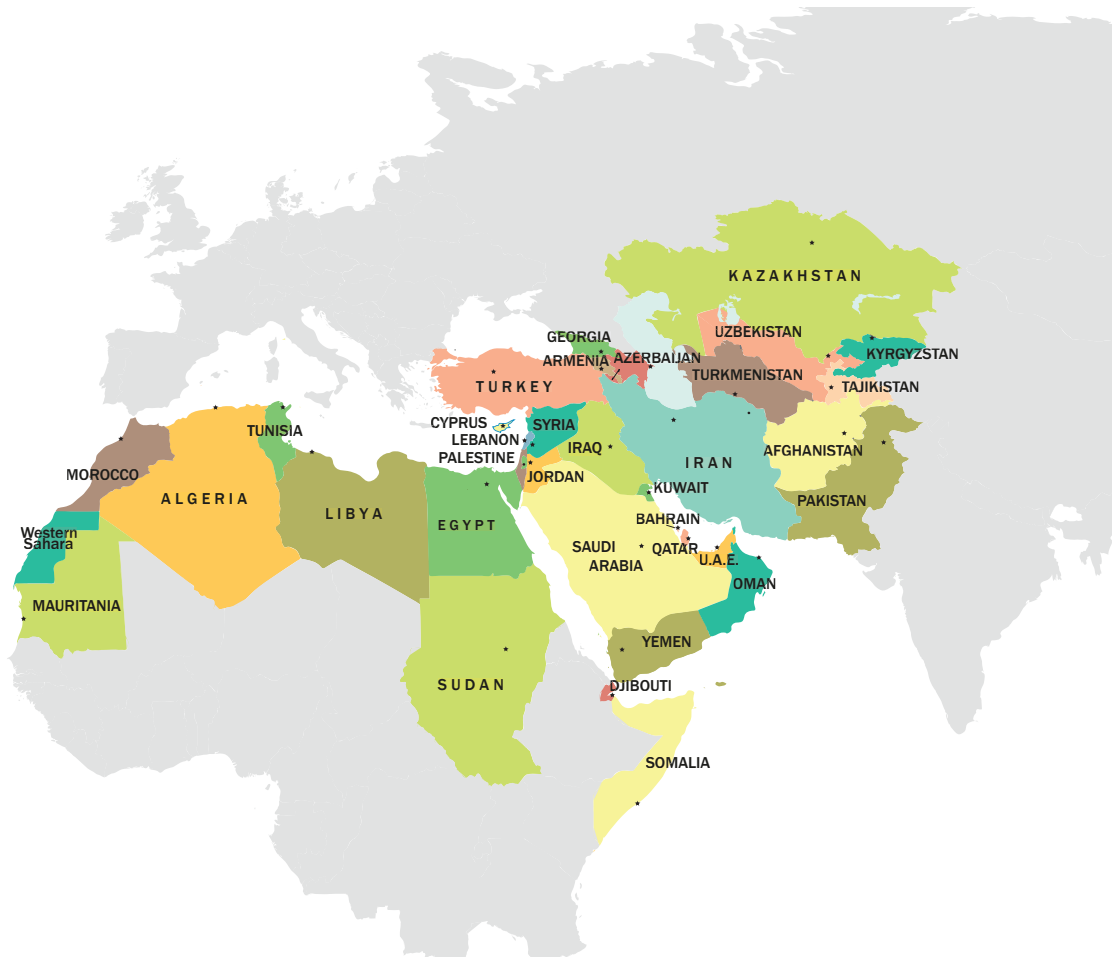 KAZAKHSTAN
UZBEKISTAN
GEORGIA
KYRGYZSTAN
ARMENIA
AZERBAIJAN
TURKMENISTAN
TURKEY
TAJIKISTAN
CYPRUS
SYRIA
TUNISIA
LEBANON
IRAQ
AFGHANISTAN
PALESTINE
IRAN
MOROCCO
JORDAN
KUWAIT
ALGERIA
PAKISTAN
LIBYA
BAHRAIN
EGYPT
Western
Sahara
SAUDI
ARABIA
QATAR
U.A.E.
OMAN
MAURITANIA
YEMEN
SUDAN
DJIBOUTI
SOMALIA